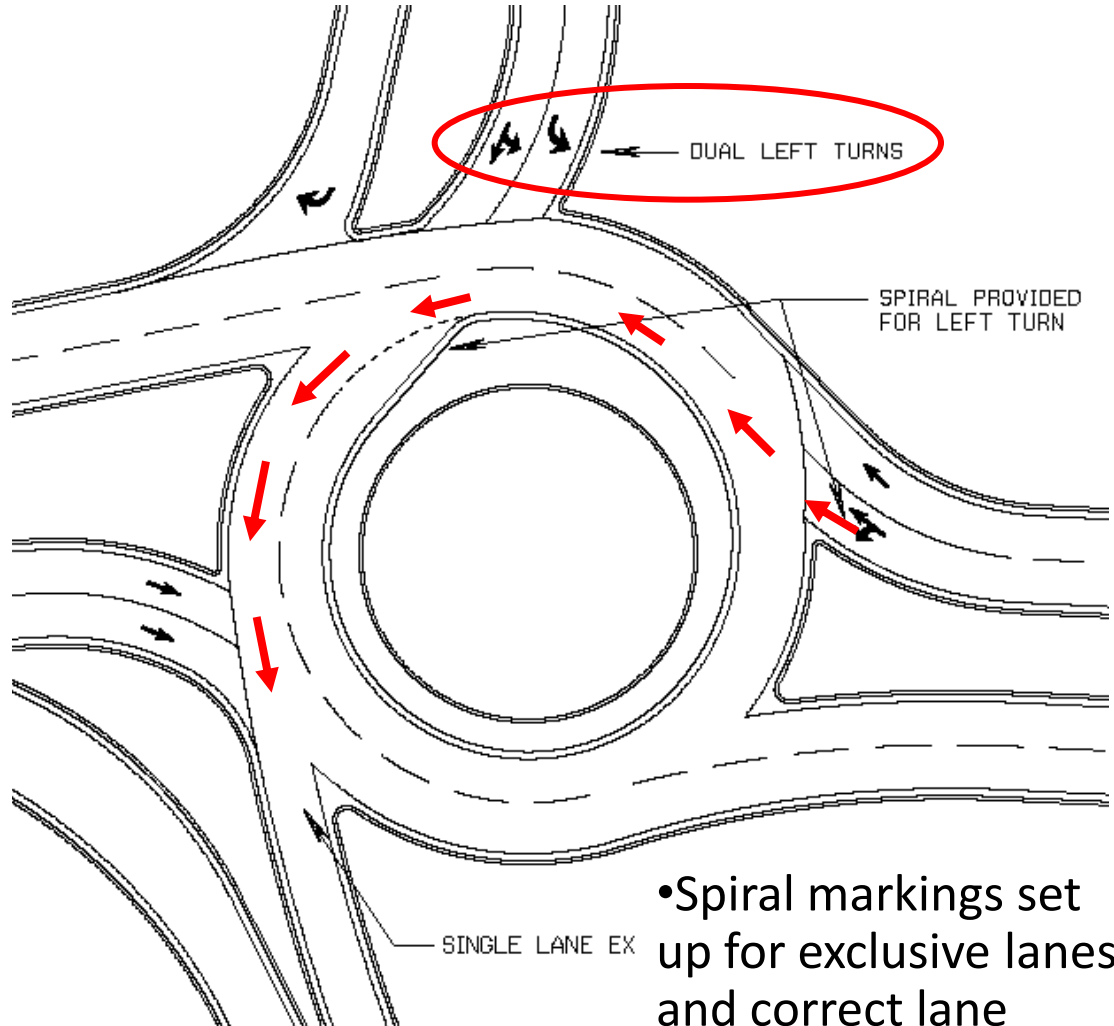 DUAL LEFT TURNS
SPIRAL PROVIDED
FOR LEFT TURN
SINGLE LANE EX
•Spiral markings set
up for exclusive lanes
and correct lane